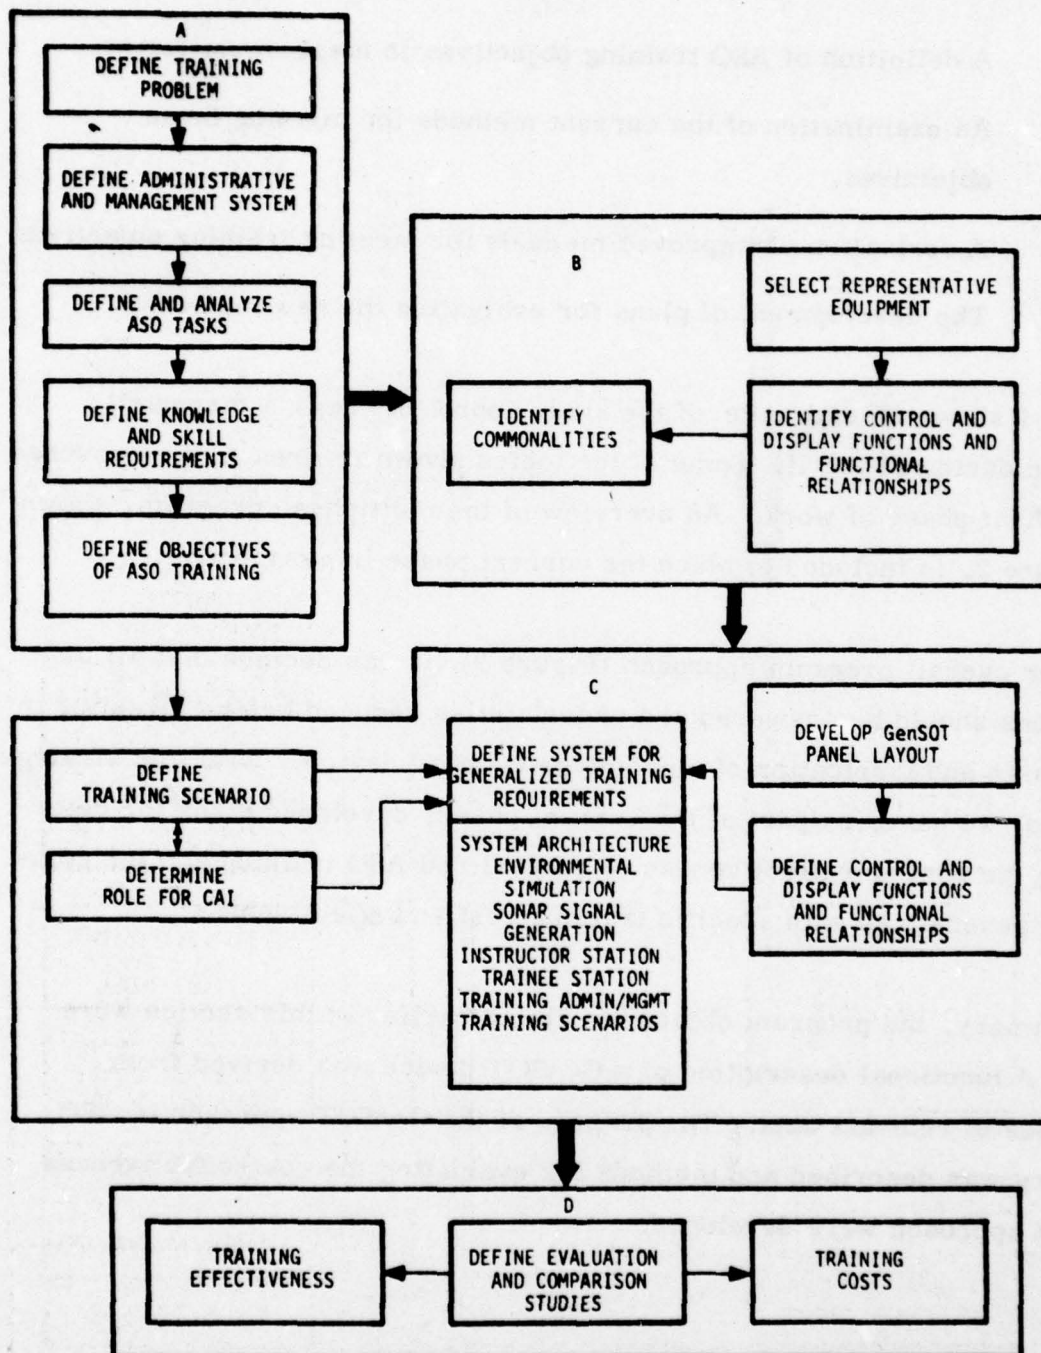 A
DEFINE TRAINING
PROBLEM
DEFINE ADMINISTRATIVE
AND MANAGEMENT SYSTEM
DEFINE AND ANALYZE
ASO TASKS
DEFINE KNOWLEDGE
AND SKILL
REQUIREMENTS
DEFINE OBJECTIVES
OF ASO TRAINING
B
SELECT REPRESENTATIVE
EQUIPMENT
IDENTIFY
COMMONALITIES
IDENTIFY CONTROL AND
DISPLAY FUNCTIONS AND
FUNCTIONAL
RELATIONSHIPS
C
DEFINE
TRAINING SCENARIO
DETERMINE
ROLE FOR CAI
DEFINE SYSTEM FOR
GENERALIZED TRAINING
REQUIREMENTS
SYSTEM ARCHITECTURE
ENVIRONMENTAL
SIMULATION
SONAR SIGNAL
GENERATION
INSTRUCTOR STATION
TRAINEE STATION
TRAINING ADMIN/MGMT
TRAINING SCENARIOS
DEVELOP GenSOT
PANEL LAYOUT
DEFINE CONTROL AND
DISPLAY FUNCTIONS
AND FUNCTIONAL
RELATIONSHIPS
D
TRAINING
EFFECTIVENESS
DEFINE EVALUATION
AND COMPARISON
STUDIES
TRAINING
COSTS